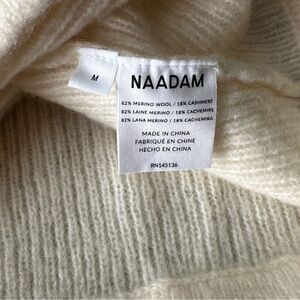 M
NAADAM
82% MERINO WOOL / 18% CASHMERE
82% LAINE MERINO / 18% CACHEMIRE
82% LANA MERINO / 18% CACHEMIRA
MADE IN CHINA
FABRIQUÉ EN CHINE
HECHO EN CHINA
RN145136